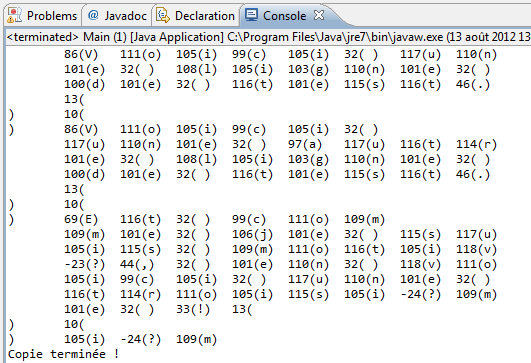 Problems @ Javadoc Declaration Console
<terminated> Main (1) [Java Application] C:\Program Files\Java\jre7\bin\javaw.exe (13 août 2012 13
86(V) 111(o) 105(i) 99(c) 105(i) 32( ) 117(u) 110(n)
101(e) 32( ) 108(l) 105(i) 103(g) 110(n) 101(e) 32( )
100(d) 101(e) 32( ) 116(t) 101(e) 115(s) 116(t) 46(.)
13(
) 10(
) 86(V) 111(o) 105(i) 99(c) 105(i) 32( )
117(u) 110(n) 101(e) 32( ) 97(a) 117(u) 116(t) 114(r)
101(e) 32( ) 108(l) 105(i) 103(g) 110(n) 101(e) 32( )
100(d) 101(e) 32( ) 116(t) 101(e) 115(s) 116(t) 46(.)
13(
) 10(
) 69(E) 116(t) 32( ) 99(c) 111(o) 109(m)
109(m) 101(e) 32( ) 106(j) 101(e) 32( ) 115(s) 117(u)
105(i) 115(s) 32( ) 109(m) 111(o) 116(t) 105(i) 118(v)
-23(?) 44(,) 32( ) 101(e) 110(n) 32( ) 118(v) 111(o)
105(i) 99(c) 105(i) 32( ) 117(u) 110(n) 101(e) 32( )
116(t) 114(r) 111(o) 105(i) 115(s) 105(i) -24(?) 109(m)
101(e) 32( ) 33(!) 13(
) 10(
) 105(i) -24(?) 109(m)
Copie terminée !